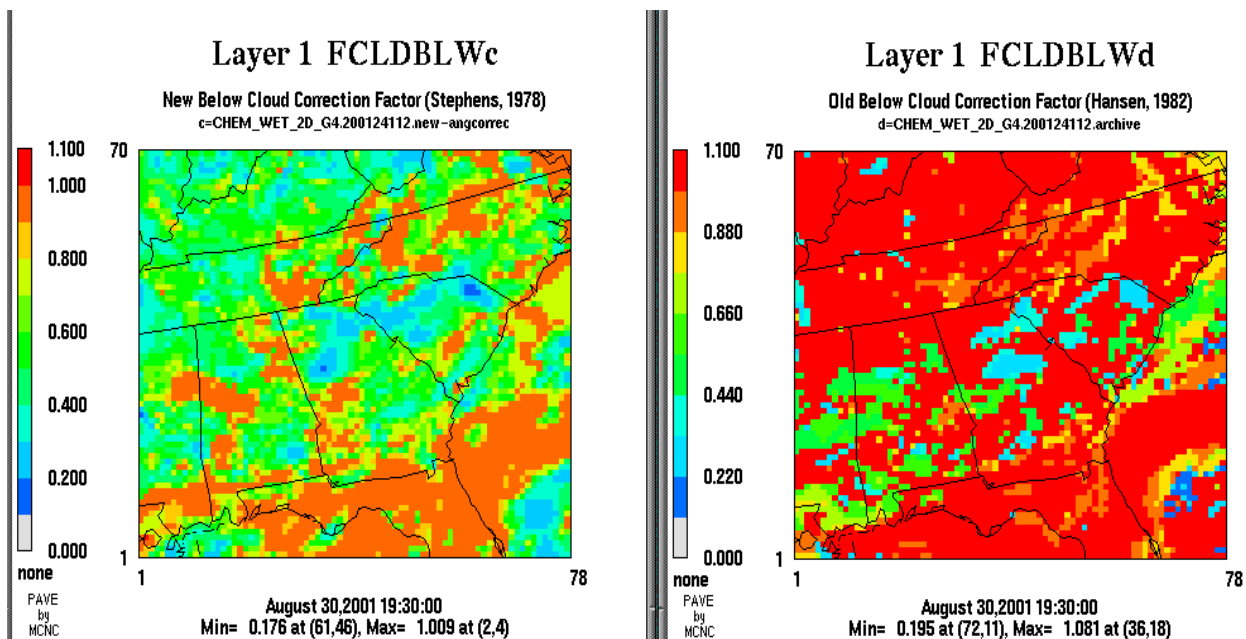 Layer 1 FCLDBLWc
New Below Cloud Correction Factor (Stephens, 1978)
c=CHEM_WET_2D_G4.200124112.new-angcorrec
1.100
1.000
0.800
0.600
0.400
0.200
0.000
none
PAVE
by
MCNC
70
1
1
78
August 30,2001 19:30:00
Min= 0.176 at (61,46), Max= 1.009 at (2,4)
Layer 1 FCLDBLWd
Old Below Cloud Correction Factor (Hansen, 1982)
d=CHEM_WET_2D_G4.200124112.archive
1.100
0.880
0.660
0.440
0.220
0.000
none
PAVE
by
MCNC
70
1
1
78
August 30,2001 19:30:00
Min= 0.195 at (72,11), Max= 1.081 at (36,18)